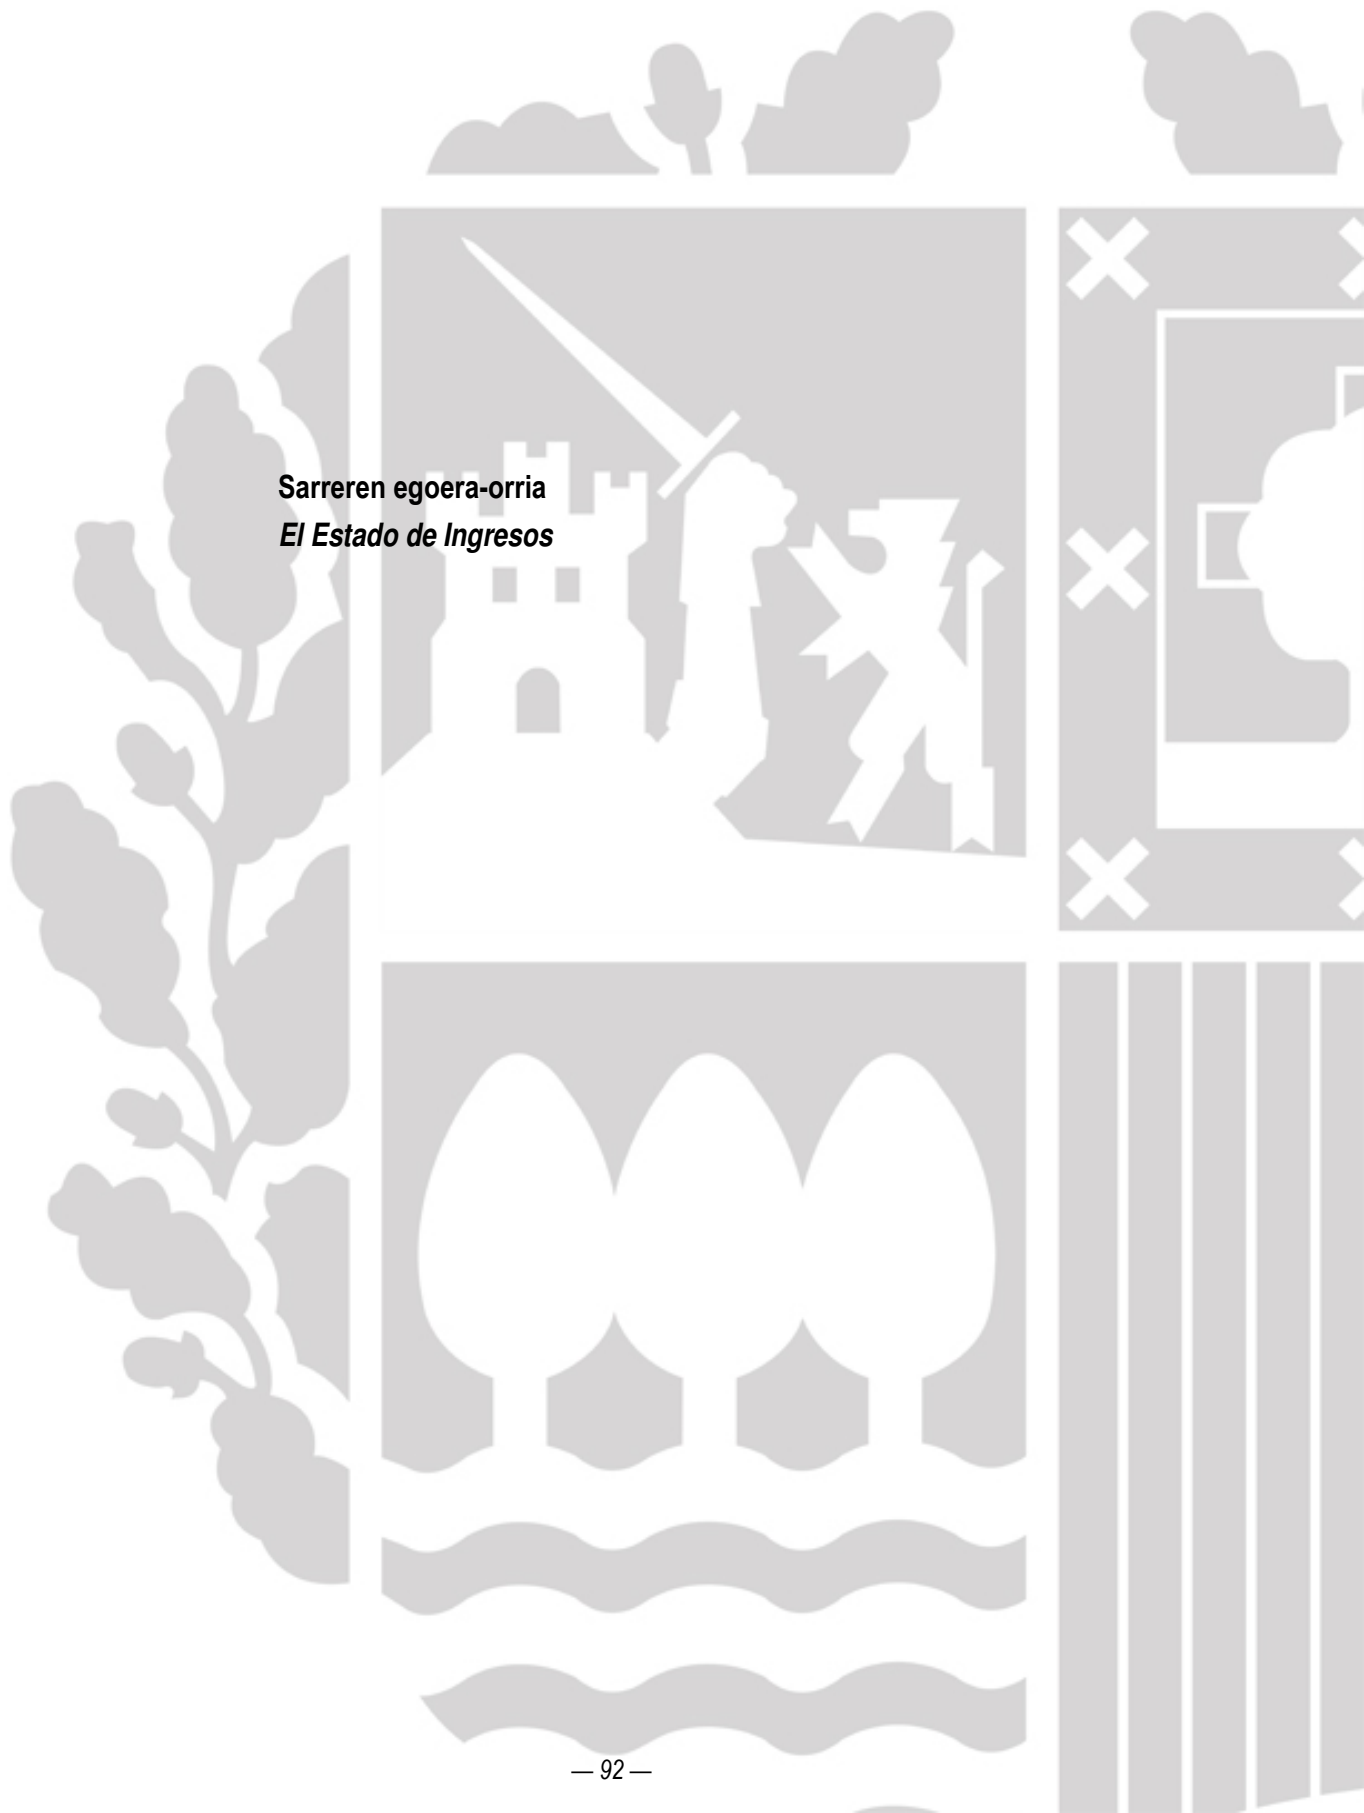 Sarreren egoera-orria
El Estado de Ingresos
— 92 —